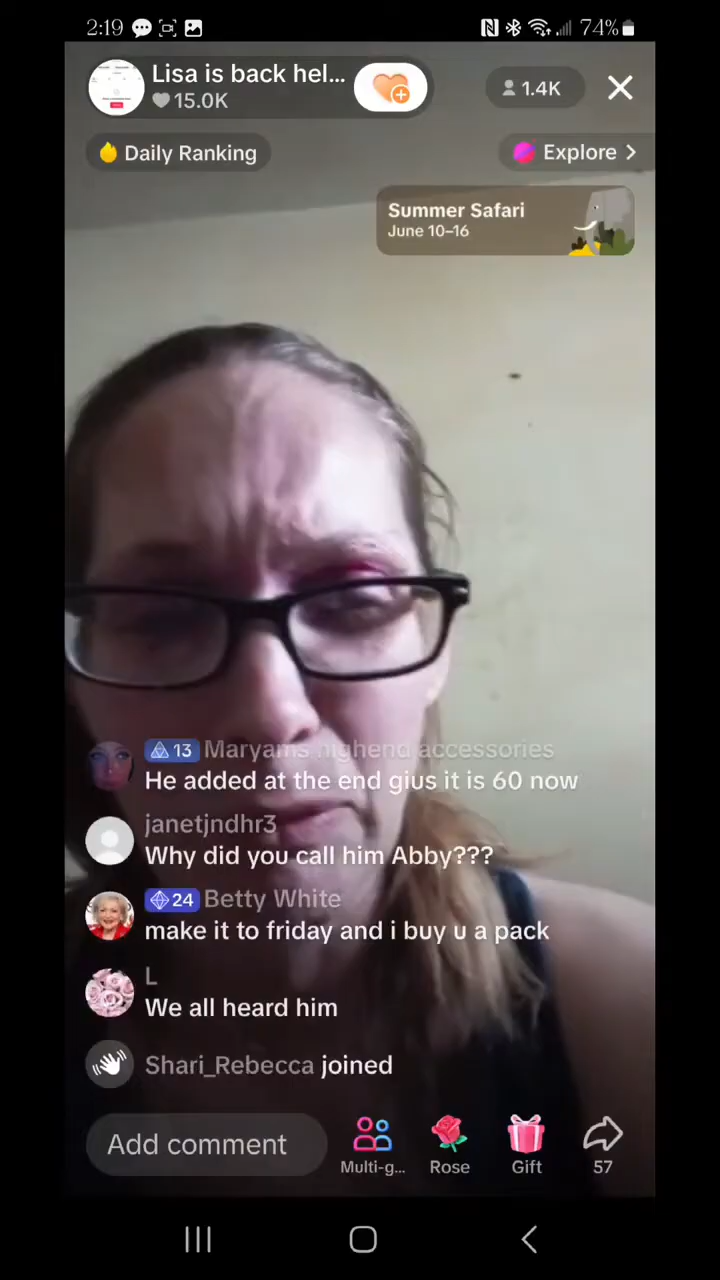 2:19
74%
Lisa is back hel...
15.0K
1.4K
Daily Ranking
Explore >
Summer Safari
June 10–16
13 Maryams highend accessories
He added at the end gius it is 60 now
janetjndhr3
Why did you call him Abby???
24 Betty White
make it to friday and i buy u a pack
L
We all heard him
Shari_Rebecca joined
Add comment
Multi-g...
Rose
Gift
57